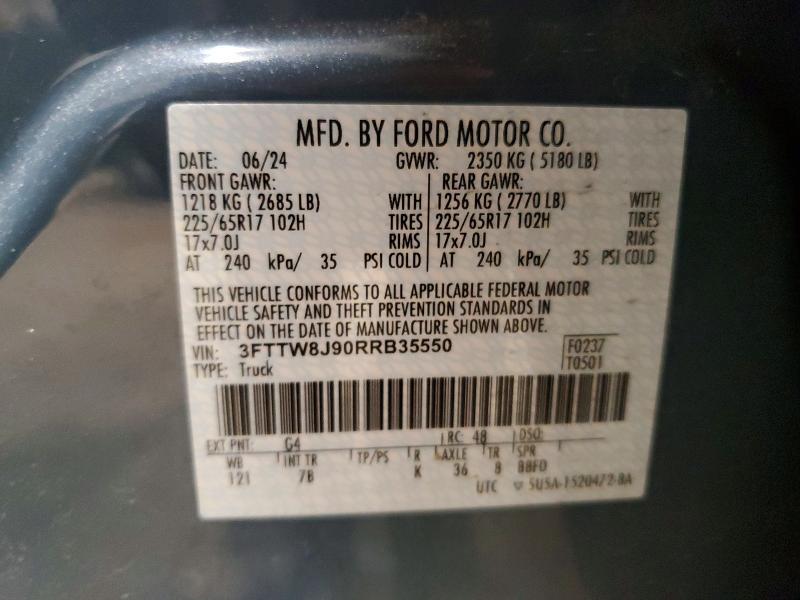 MFD. BY FORD MOTOR CO.
DATE: 06/24 GVWR: 2350 KG ( 5180 LB)
FRONT GAWR: REAR GAWR:
1218 KG ( 2685 LB) WITH 1256 KG ( 2770 LB) WITH
225/65R17 102H TIRES 225/65R17 102H TIRES
17x7.0J RIMS 17x7.0J RIMS
AT 240 kPa/ 35 PSI COLD AT 240 kPa/ 35 PSI COLD
THIS VEHICLE CONFORMS TO ALL APPLICABLE FEDERAL MOTOR
VEHICLE SAFETY AND THEFT PREVENTION STANDARDS IN
EFFECT ON THE DATE OF MANUFACTURE SHOWN ABOVE.
VIN: 3FTTW8J90RRB35550 F0237
TYPE: Truck T0501
EXT PNT: G4 RC: 48 DSO:
WB INT TR TP/PS R AXLE TR SPR
121 7B K 36 8 BBFD
UTC 5U5A-1520472-BA